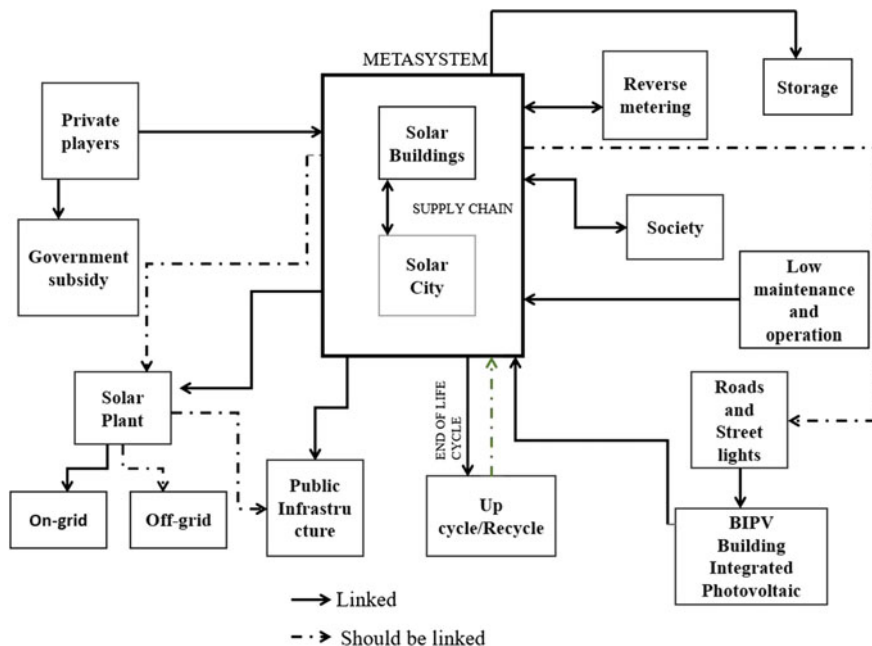 METASYSTEM
Private
players
Government
subsidy
Solar
Buildings
SUPPLY CHAIN
Solar
City
Reverse
metering
Storage
Society
Low
maintenance
and
operation
Solar
Plant
On-grid
Off-grid
Public
Infrastru
cture
END OF LIFE
CYCLE
Up
cycle/Recycle
Roads
and
Street
lights
BIPV
Building
Integrated
Photovoltaic
Linked
Should be linked